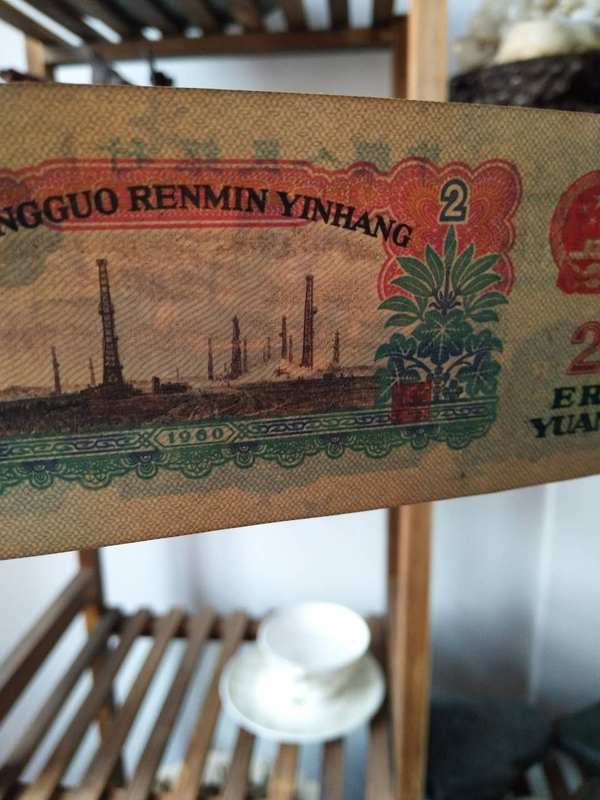 NGGUO RENMIN YINHANG
2
2
ER
YUAN
1960